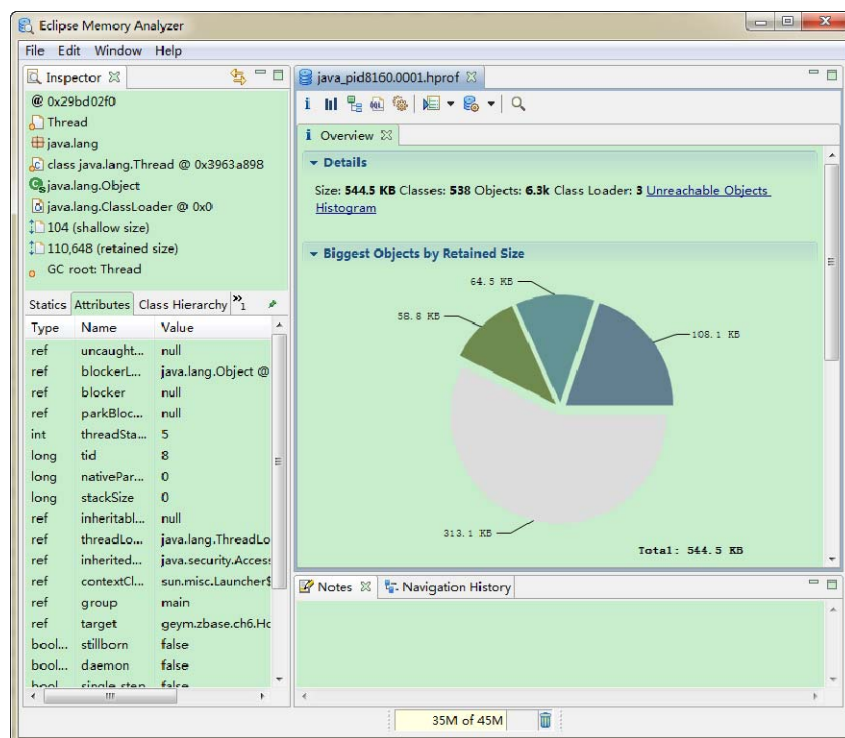 Eclipse Memory Analyzer
File Edit Window Help
Inspector
@ 0x29bd02f0
Thread
java.lang
class java.lang.Thread @ 0x3963a898
java.lang.Object
java.lang.ClassLoader @ 0x0
104 (shallow size)
110,648 (retained size)
GC root: Thread
Statics Attributes Class Hierarchy »1
Type Name Value
ref uncaught... null
ref blockerL... java.lang.Object @
ref blocker null
ref parkBloc... null
int threadSta... 5
long tid 8
long nativePar... 0
long stackSize 0
ref inheritabl... null
ref threadLo... java.lang.ThreadLo
ref inherited... java.security.Access
ref contextCl... sun.misc.Launcher$
ref group main
ref target geym.zbase.ch6.Ho
bool... stillborn false
bool... daemon false
bool single step false
java_pid8160.0001.hprof
i Overview
Details
Size: 544.5 KB Classes: 538 Objects: 6.3k Class Loader: 3 Unreachable Objects
Histogram
Biggest Objects by Retained Size
64.5 KB
58.8 KB
108.1 KB
313.1 KB
Total: 544.5 KB
Notes Navigation History
35M of 45M